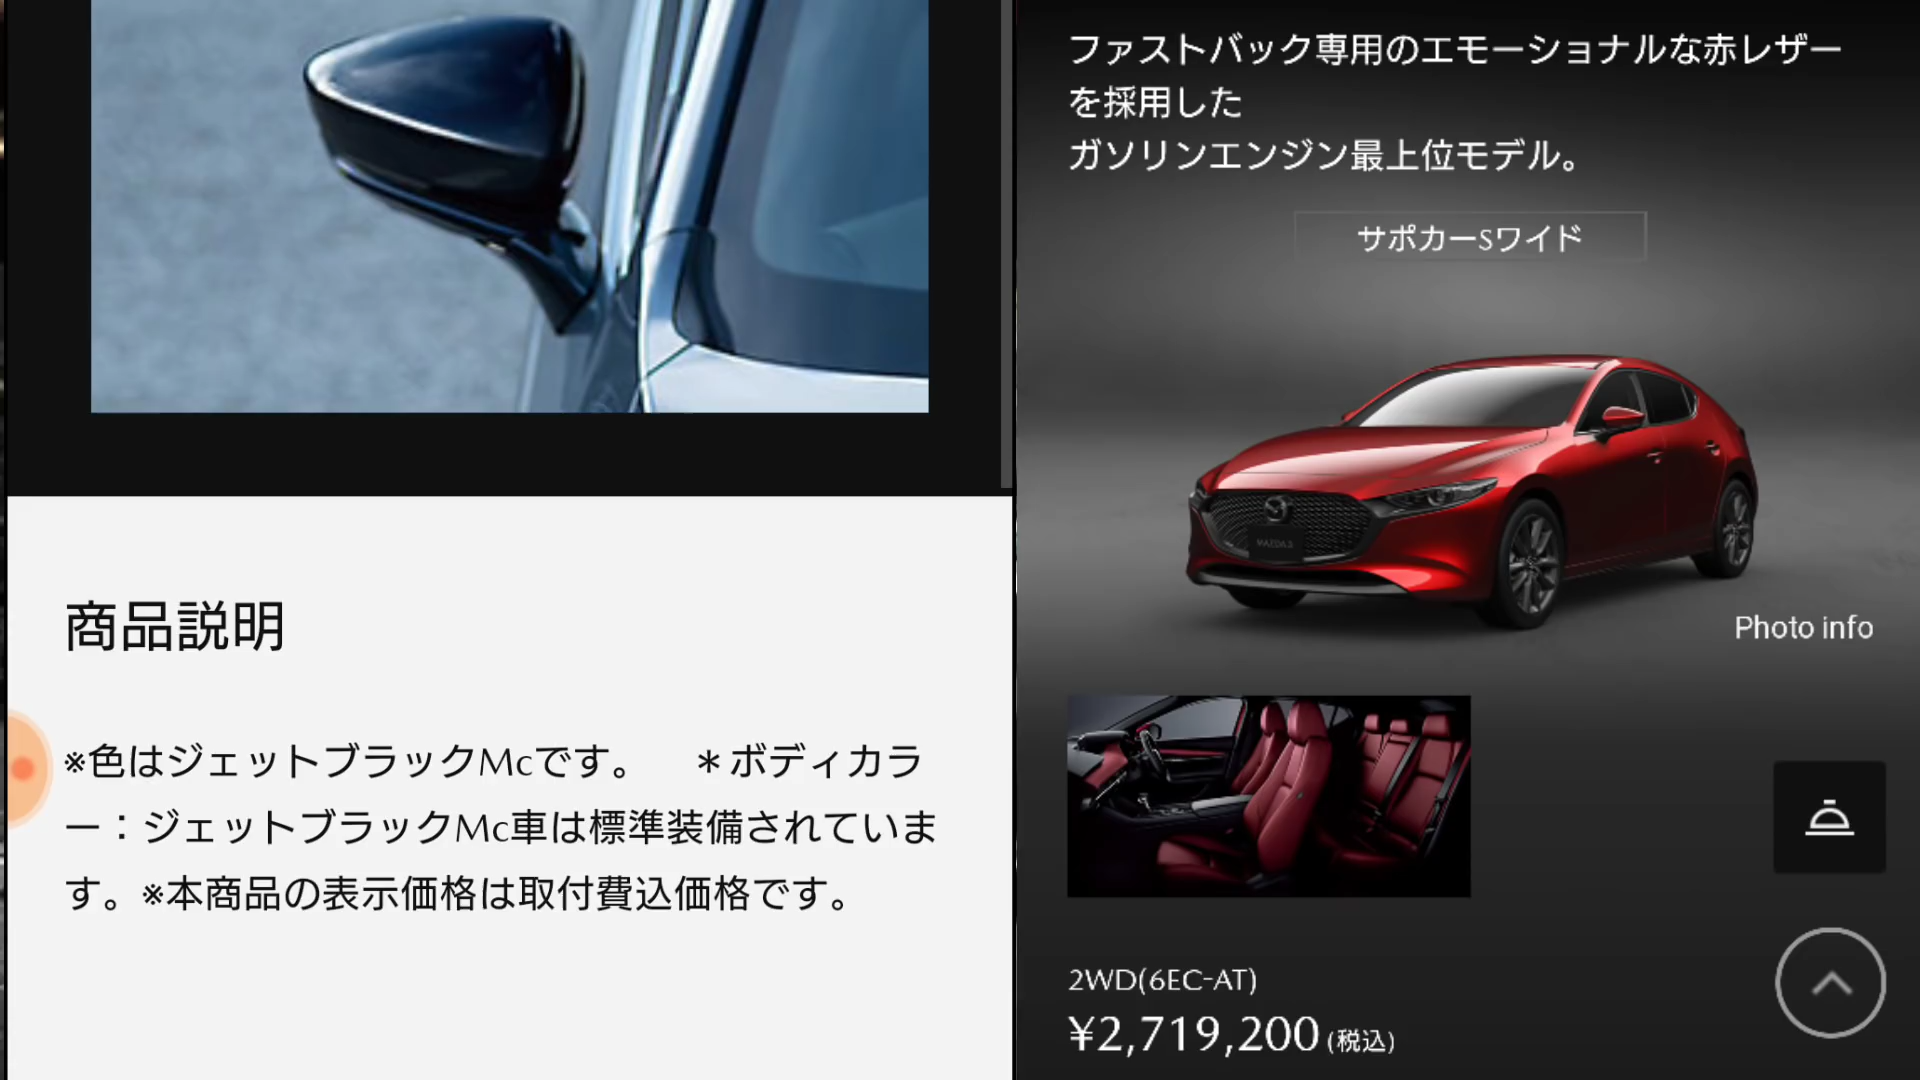 商品説明
※色はジェットブラックMcです。　＊ボディカラ
ー：ジェットブラックMc車は標準装備されていま
す。※本商品の表示価格は取付費込価格です。
ファストバック専用のエモーショナルな赤レザー
を採用した
ガソリンエンジン最上位モデル。
サポカーSワイド
MAZDA3
Photo info
2WD(6EC-AT)
¥2,719,200(税込)